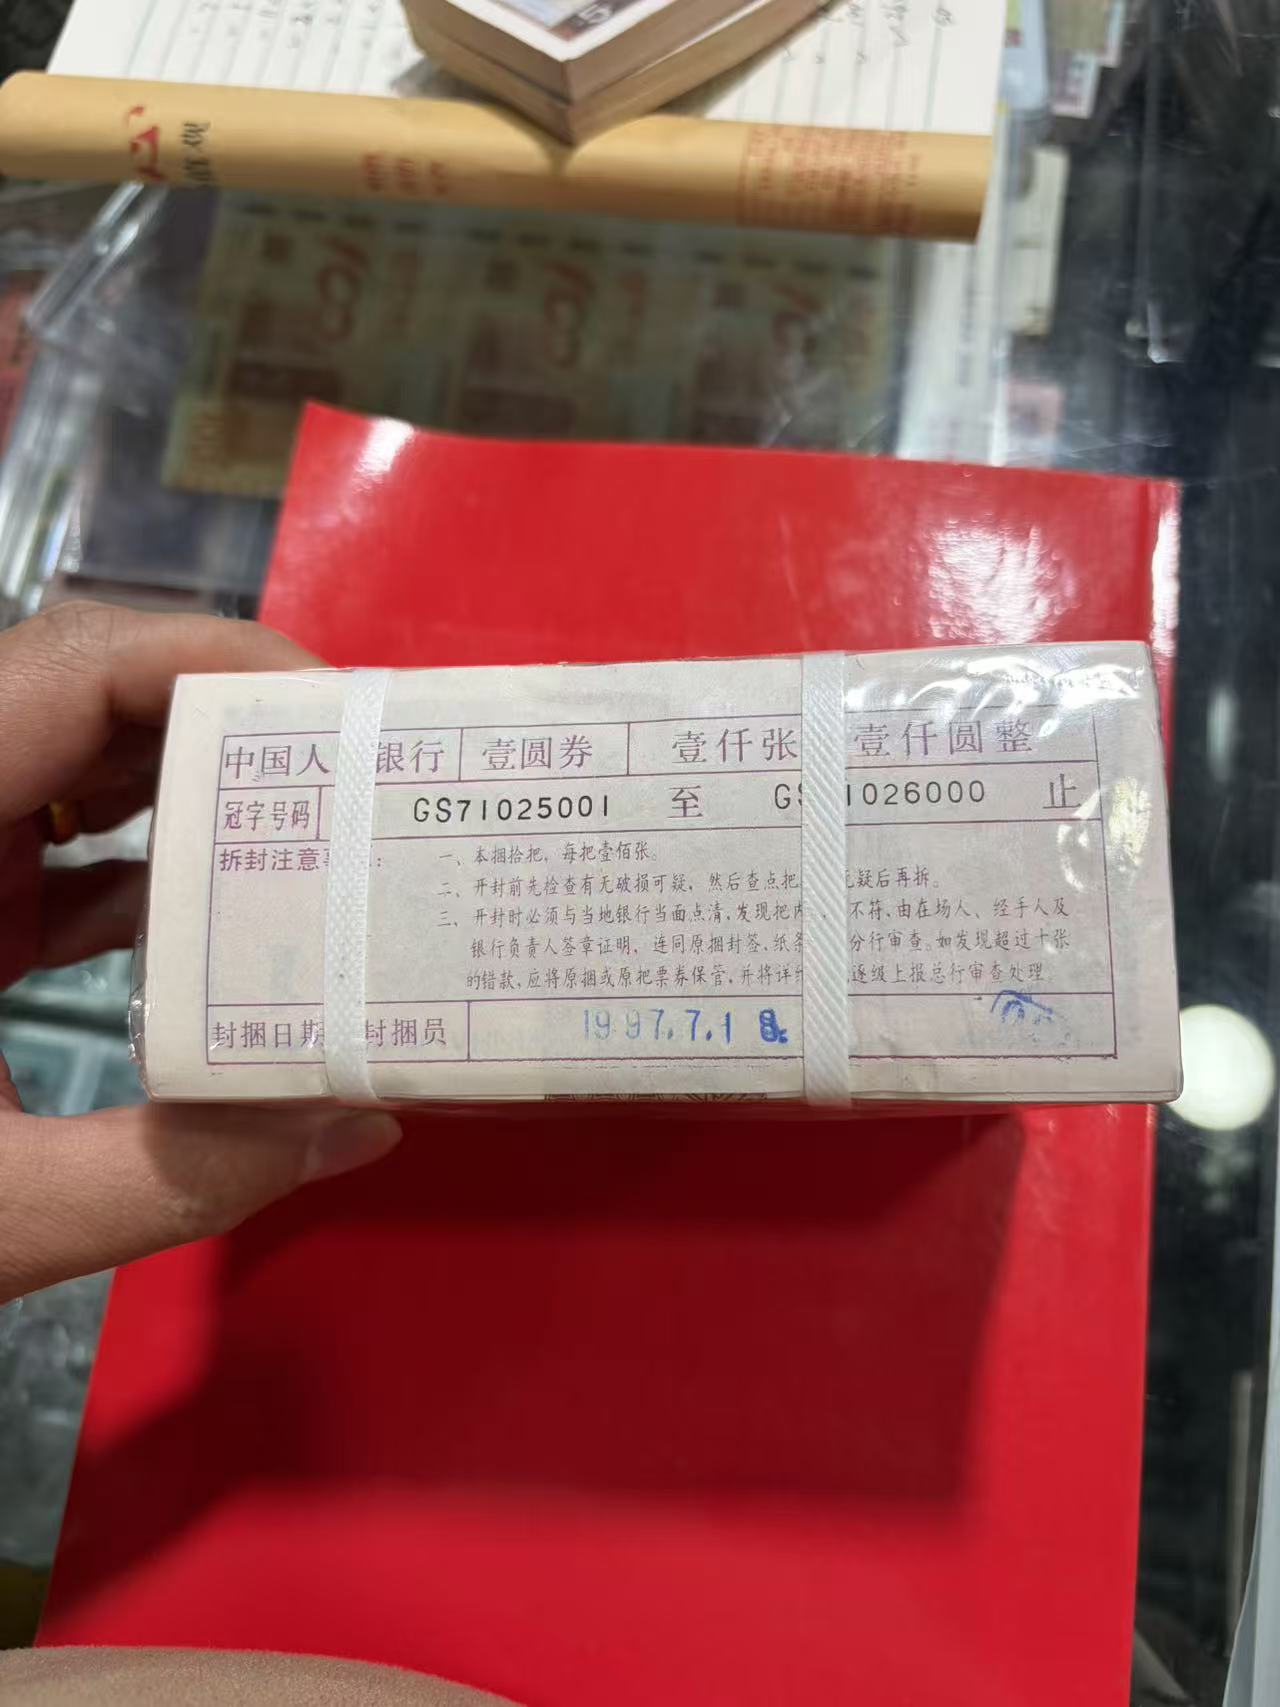 中国人 银行 壹圆券 壹仟张 壹仟圆整
冠字号码 GS71025001 至 GS 1026000 止
拆封注意 :
一、本捆拾把，每把壹佰张。
二、开封前先检查有无破损可疑，然后查点把 无疑后再拆。
三、开封时必须与当地银行当面点清，发现把内 不符，由在场人、经手人及
银行负责人签章证明，连同原捆封签、纸条 分行审查。如发现超过十张
的错款，应将原捆或原把票券保管，并将详 逐级上报总行审查处理
封捆日期 封捆员 1997.7.18